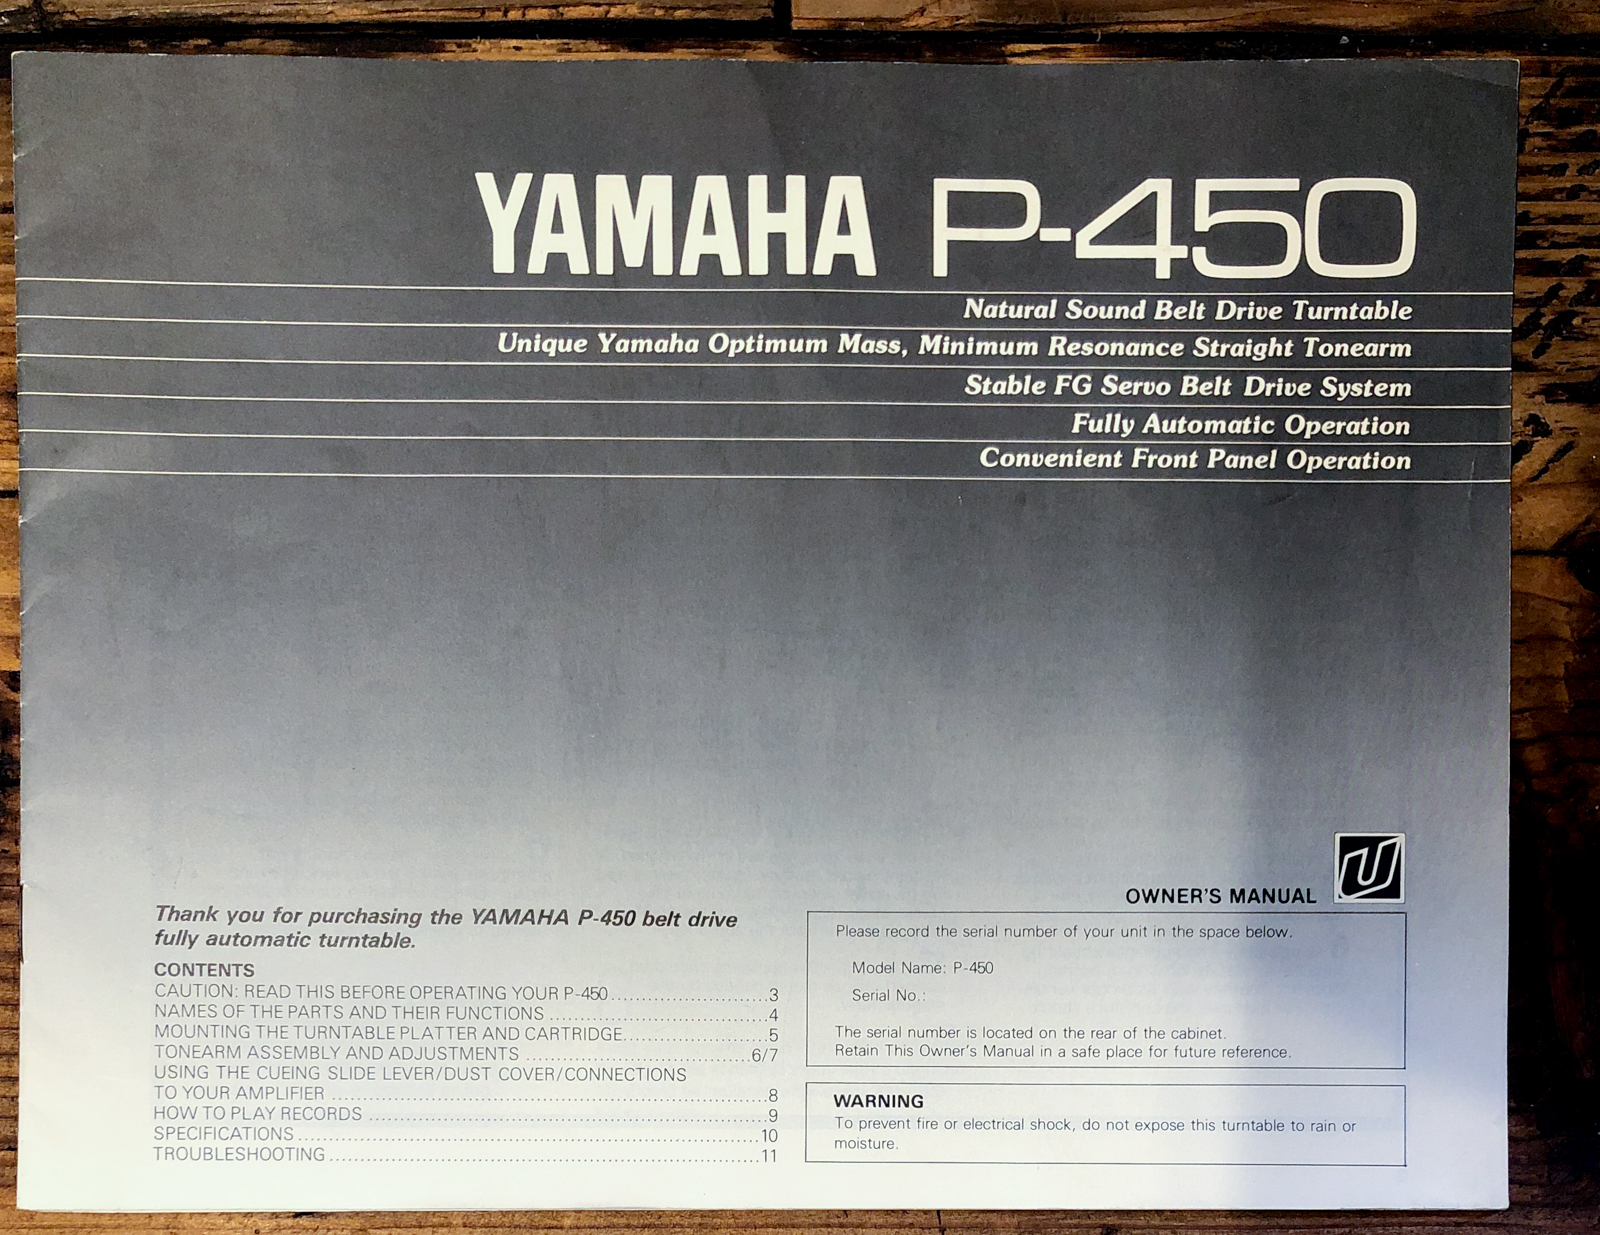 YAMAHA P-450
Natural Sound Belt Drive Turntable
Unique Yamaha Optimum Mass, Minimum Resonance Straight Tonearm
Stable FG Servo Belt Drive System
Fully Automatic Operation
Convenient Front Panel Operation
Thank you for purchasing the YAMAHA P-450 belt drive
fully automatic turntable.
CONTENTS
CAUTION: READ THIS BEFORE OPERATING YOUR P-450..........................3
NAMES OF THE PARTS AND THEIR FUNCTIONS ....................................4
MOUNTING THE TURNTABLE PLATTER AND CARTRIDGE........................5
TONEARM ASSEMBLY AND ADJUSTMENTS .....................................6/7
USING THE CUEING SLIDE LEVER/DUST COVER/CONNECTIONS
TO YOUR AMPLIFIER ........................................................................8
HOW TO PLAY RECORDS ..................................................................9
SPECIFICATIONS .............................................................................10
TROUBLESHOOTING ........................................................................11
OWNER'S MANUAL
U
Please record the serial number of your unit in the space below.
Model Name: P-450
Serial No.:
The serial number is located on the rear of the cabinet.
Retain This Owner's Manual in a safe place for future reference.
WARNING
To prevent fire or electrical shock, do not expose this turntable to rain or
moisture.